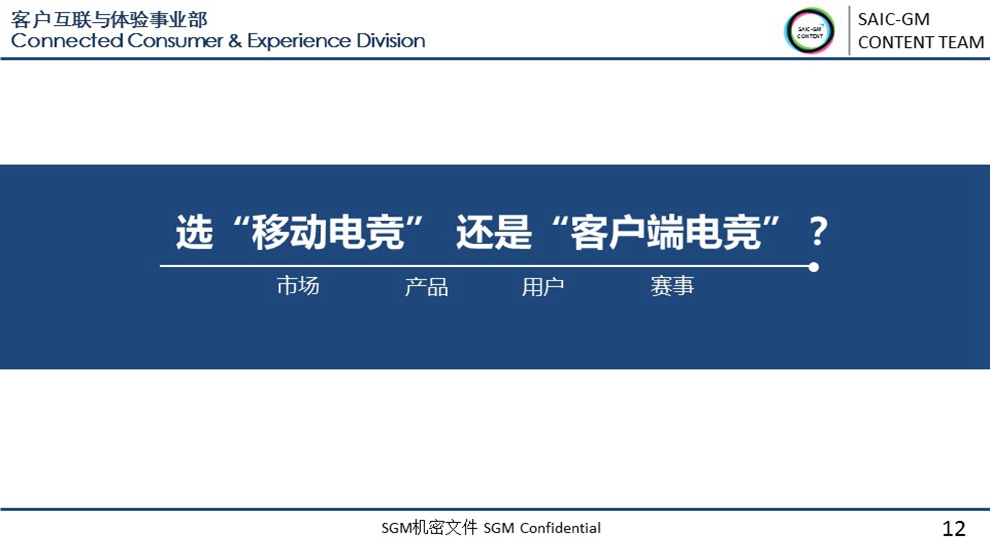 客户互联与体验事业部
Connected Consumer & Experience Division
SAIC-GM
CONTENT
SAIC-GM
CONTENT TEAM
选“移动电竞” 还是“客户端电竞” ？
市场 产品 用户 赛事
SGM机密文件 SGM Confidential
12